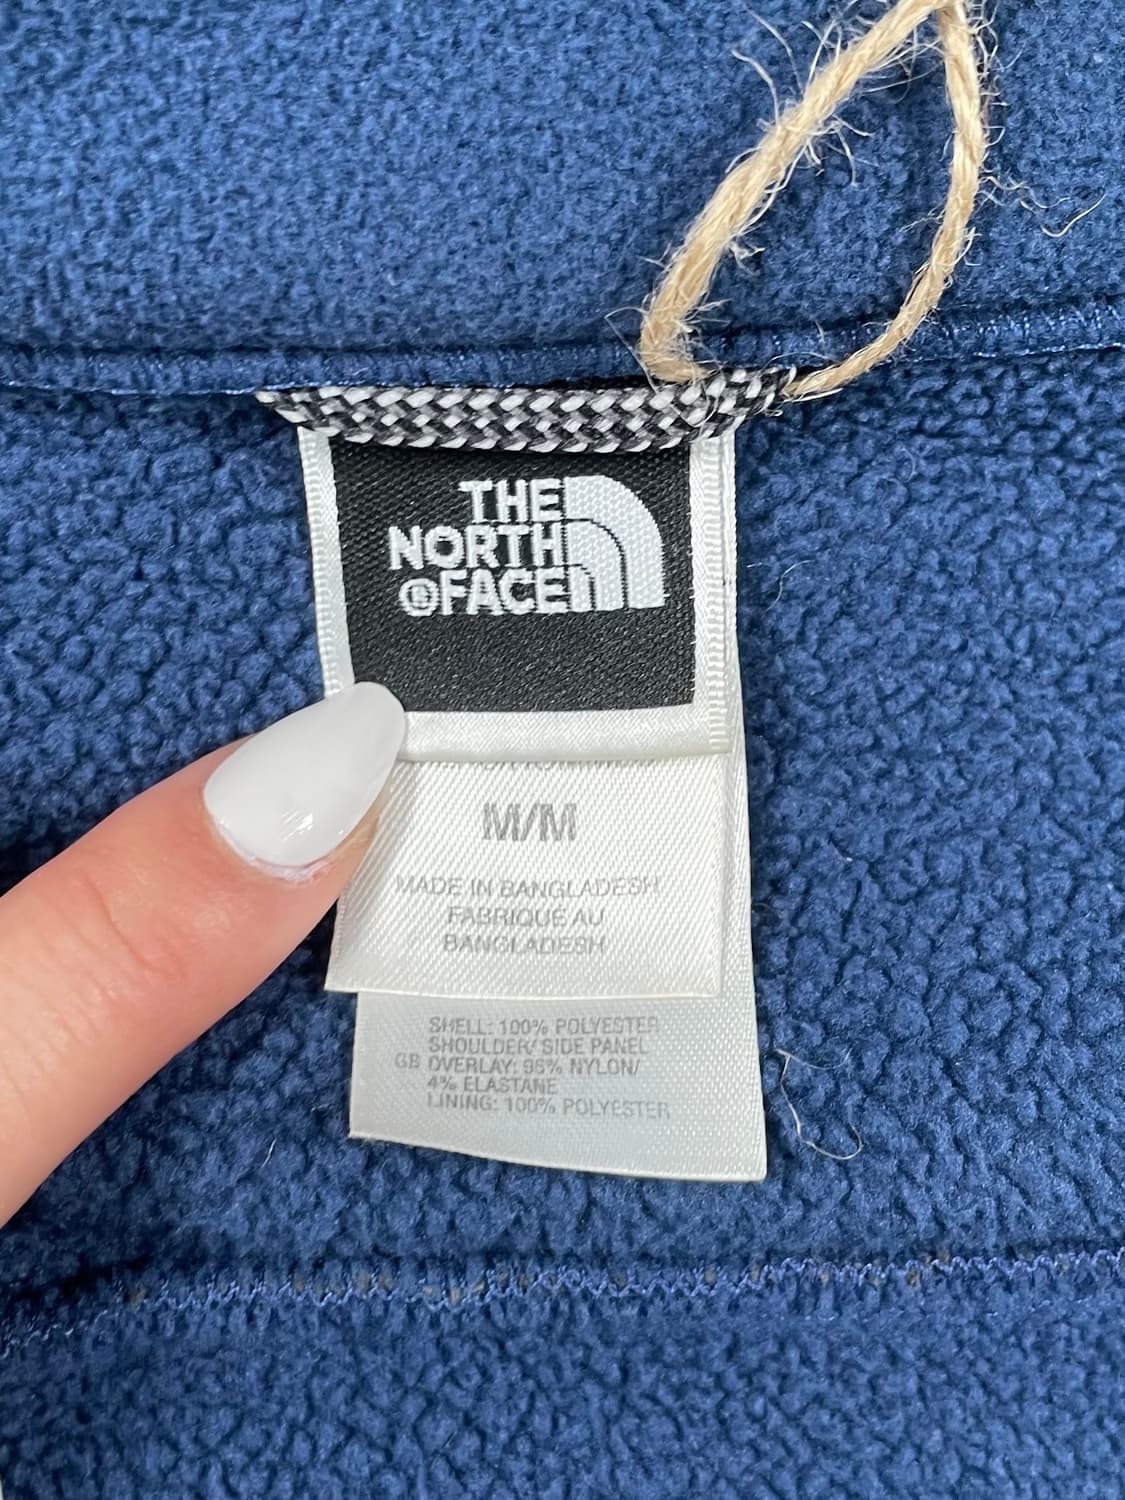 THE
NORTH
®FACE
M/M
MADE IN BANGLADESH
FABRIQUÉ AU
BANGLADESH
SHELL: 100% POLYESTER
SHOULDER/ SIDE PANEL
GB OVERLAY: 96% NYLON/
4% ELASTANE
LINING: 100% POLYESTER